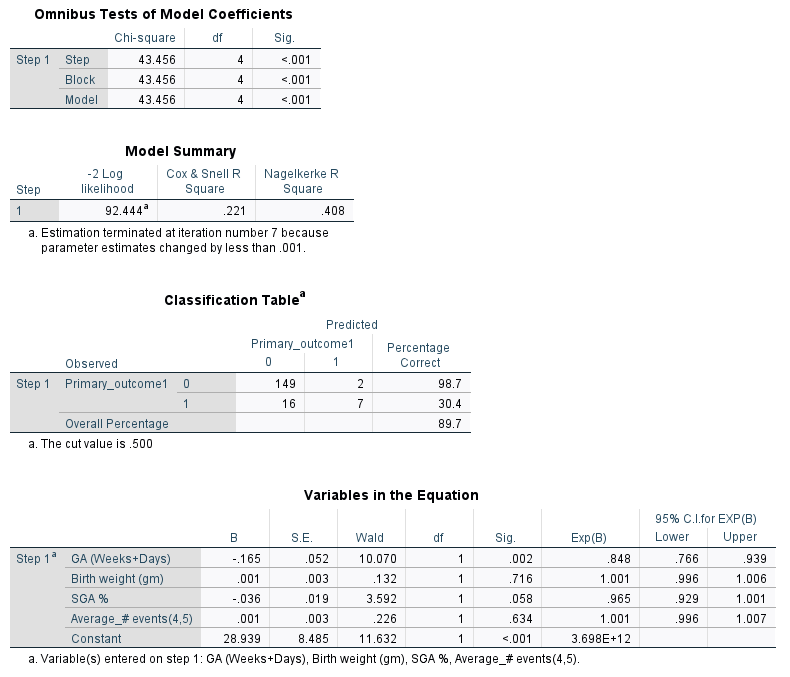 Omnibus Tests of Model Coefficients
Chi-square df Sig.
Step 1 Step 43.456 4 <.001
Block 43.456 4 <.001
Model 43.456 4 <.001
Model Summary
Step -2 Log likelihood Cox & Snell R Square Nagelkerke R Square
1 92.444a .221 .408
a. Estimation terminated at iteration number 7 because
parameter estimates changed by less than .001.
Classification Tablea
Predicted
Primary_outcome1 Percentage Correct
Observed 0 1
Step 1 Primary_outcome1 0 149 2 98.7
1 16 7 30.4
Overall Percentage 89.7
a. The cut value is .500
Variables in the Equation
95% C.I.for EXP(B)
B S.E. Wald df Sig. Exp(B) Lower Upper
Step 1a GA (Weeks+Days) -.165 .052 10.070 1 .002 .848 .766 .939
Birth weight (gm) .001 .003 .132 1 .716 1.001 .996 1.006
SGA % -.036 .019 3.592 1 .058 .965 .929 1.001
Average_# events(4,5) .001 .003 .226 1 .634 1.001 .996 1.007
Constant 28.939 8.485 11.632 1 <.001 3.698E+12
a. Variable(s) entered on step 1: GA (Weeks+Days), Birth weight (gm), SGA %, Average_# events(4,5).